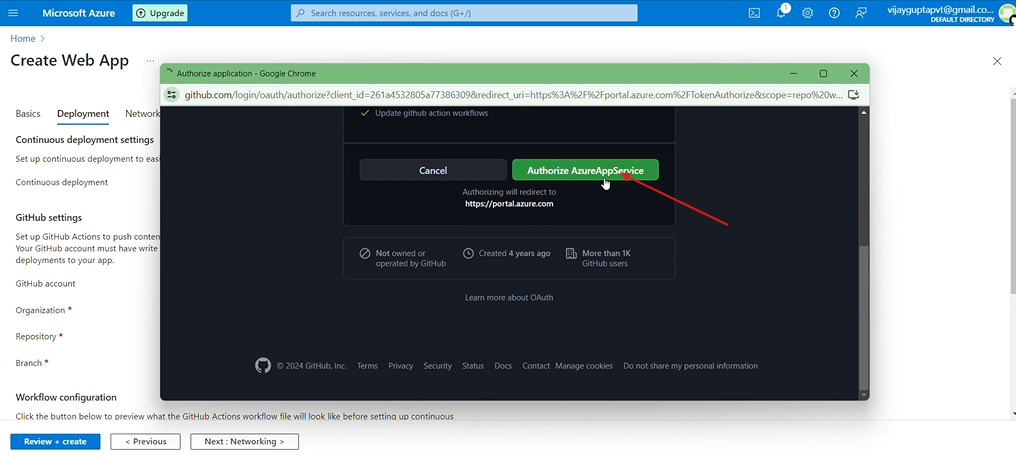 Microsoft Azure
Upgrade
Search resources, services, and docs (G+/)
1
vijayguptapvt@gmail.co...
DEFAULT DIRECTORY
Home >
Create Web App
...
Authorize application - Google Chrome
github.com/login/oauth/authorize?client_id=261a4532805a77386309&redirect_uri=https%3A%2F%2Fportal.azure.com%2FTokenAuthorize&scope=repo%20w...
Basics
Deployment
Network
Update github action workflows
Continuous deployment settings
Set up continuous deployment to easi
Continuous deployment
Cancel
Authorize AzureAppService
Authorizing will redirect to
https://portal.azure.com
GitHub settings
Set up GitHub Actions to push conten
Your GitHub account must have write
deployments to your app.
GitHub account
Organization *
Repository *
Branch *
Not owned or
operated by GitHub
Created 4 years ago
More than 1K
GitHub users
Learn more about OAuth
© 2024 GitHub, Inc.
Terms
Privacy
Security
Status
Docs
Contact
Manage cookies
Do not share my personal information
Workflow configuration
Click the button below to preview what the GitHub Actions workflow file will look like before setting up continuous
Review + create
< Previous
Next : Networking >